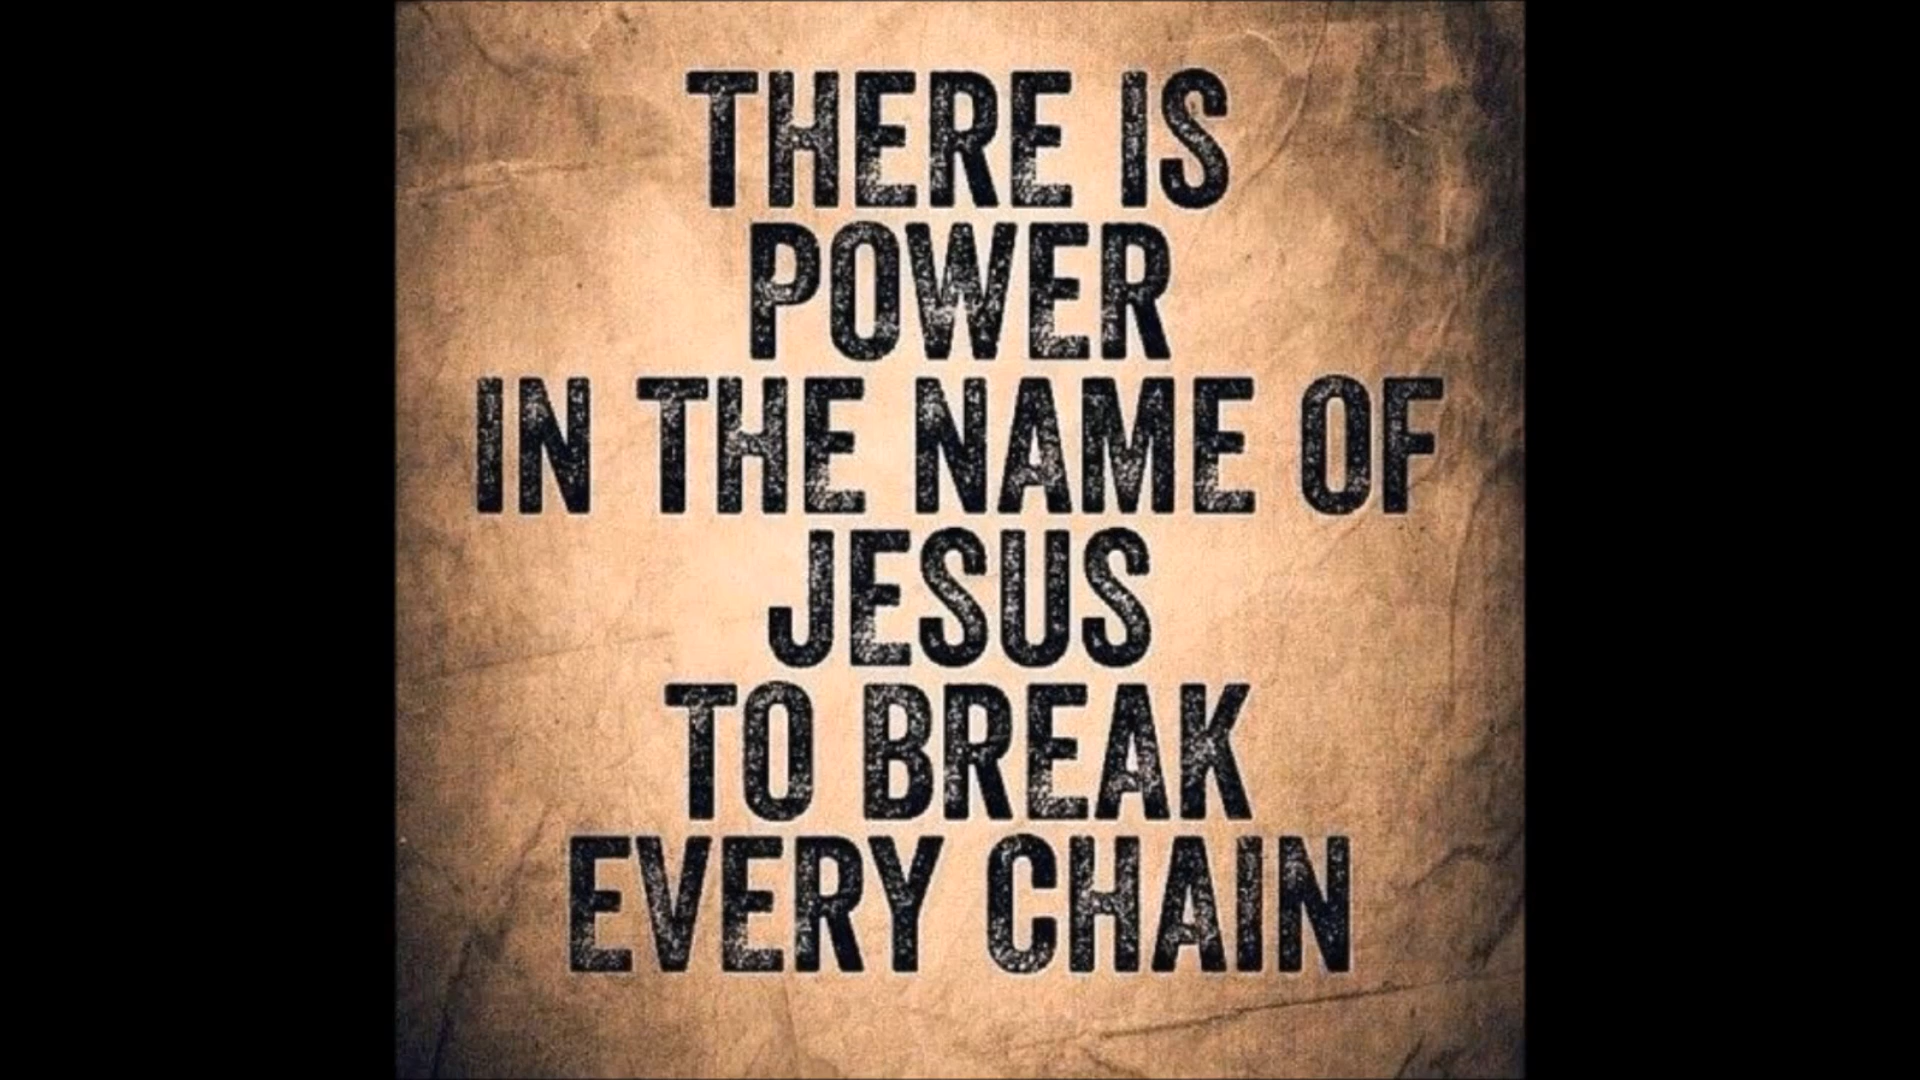 THERE IS
POWER
IN THE NAME OF
JESUS
TO BREAK
EVERY CHAIN